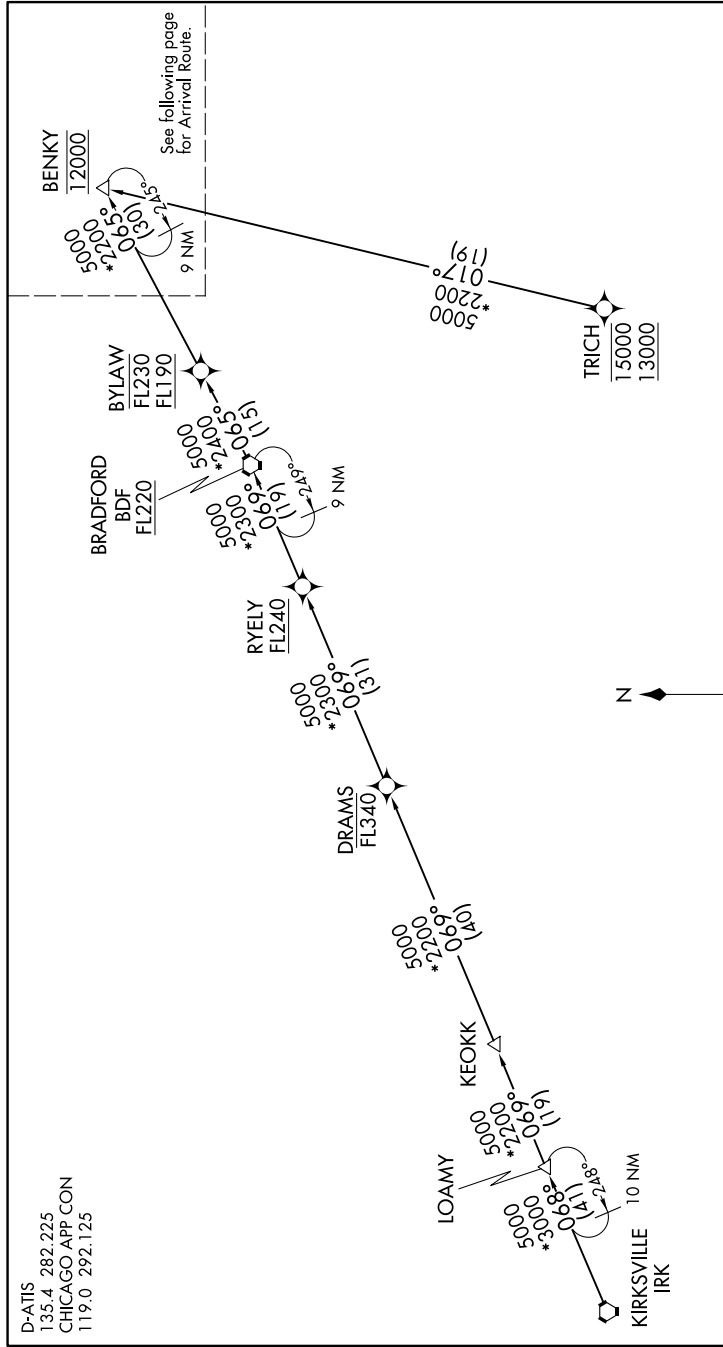 D-ATIS
135.4 282.225
CHICAGO APP CON
119.0 292.125
KIRKSVILLE
IRK
5000
*3000
068°
(41)
248°
10 NM
LOAMY
5000
*2200
069°
(19)
KEOKK
5000
*2200
069°
(40)
DRAMS
FL340
5000
*2300
069°
(31)
RYELY
FL240
5000
*2300
069°
(19)
249°
9 NM
BRADFORD
BDF
FL220
5000
*2400
065°
(15)
BYLAW
FL230
FL190
5000
*2200
065°
(30)
245°
9 NM
BENKY
12000
See following page
for Arrival Route.
5000
*2200
017°
(19)
TRICH
15000
13000
N